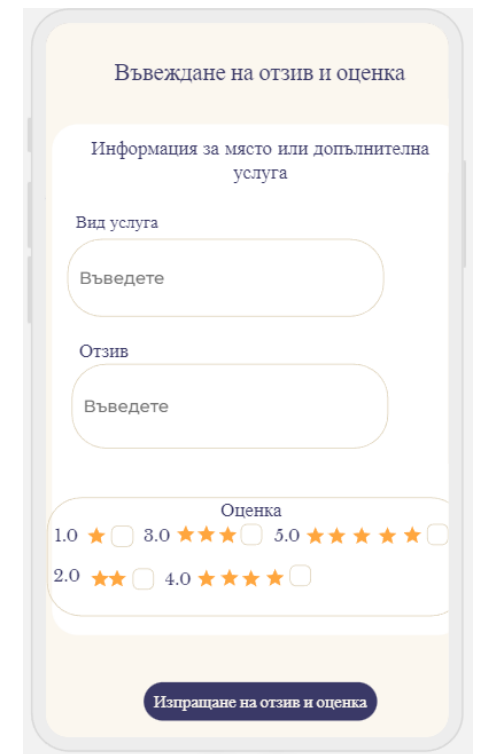 Въвеждане на отзив и оценка
Информация за място или допълнителна
услуга
Вид услуга
Въведете
Отзив
Въведете
Оценка
1.0 3.0 5.0
2.0 4.0
Изпращане на отзив и оценка